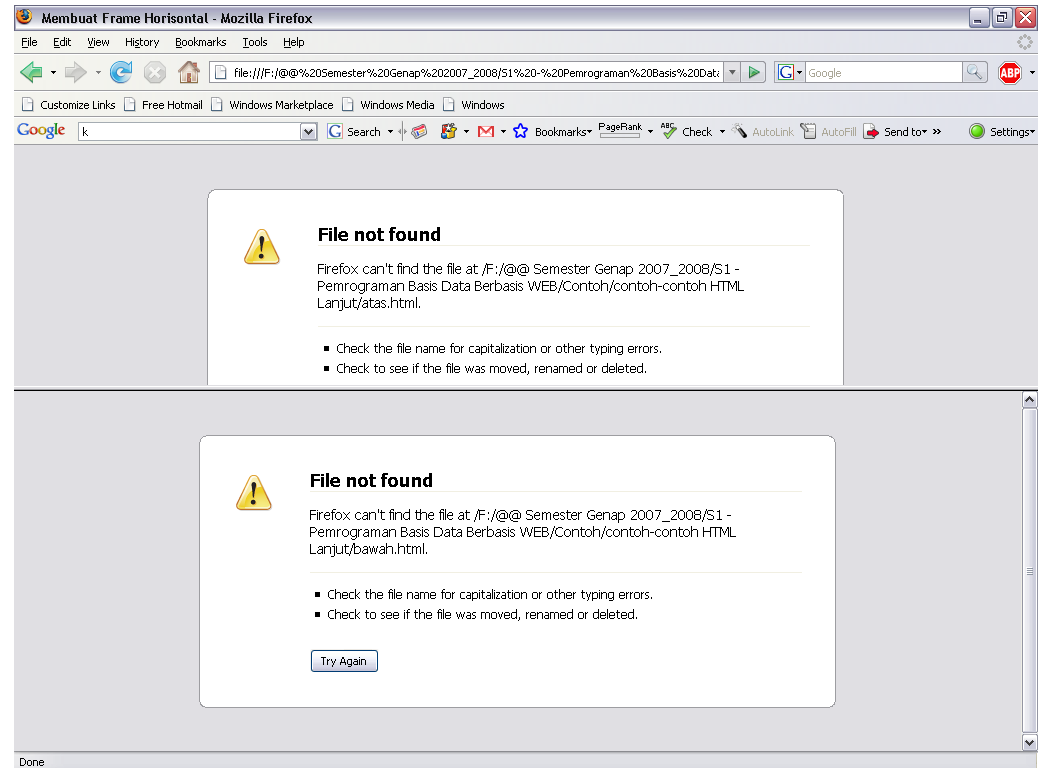 Membuat Frame Horisontal - Mozilla Firefox
File Edit View History Bookmarks Tools Help
file:///F:/@@%20Semester%20Genap%202007_2008/S1%20-%20Pemrograman%20Basis%20Data G Google ABP
Customize Links Free Hotmail Windows Marketplace Windows Media Windows
Google k G Search Bookmarks PageRank ABC Check AutoLink AutoFill Send to » Settings
File not found
Firefox can't find the file at /F:/@@ Semester Genap 2007_2008/S1 -
Pemrograman Basis Data Berbasis WEB/Contoh/contoh-contoh HTML
Lanjut/atas.html.
Check the file name for capitalization or other typing errors.
Check to see if the file was moved, renamed or deleted.
File not found
Firefox can't find the file at /F:/@@ Semester Genap 2007_2008/S1 -
Pemrograman Basis Data Berbasis WEB/Contoh/contoh-contoh HTML
Lanjut/bawah.html.
Check the file name for capitalization or other typing errors.
Check to see if the file was moved, renamed or deleted.
Try Again
Done